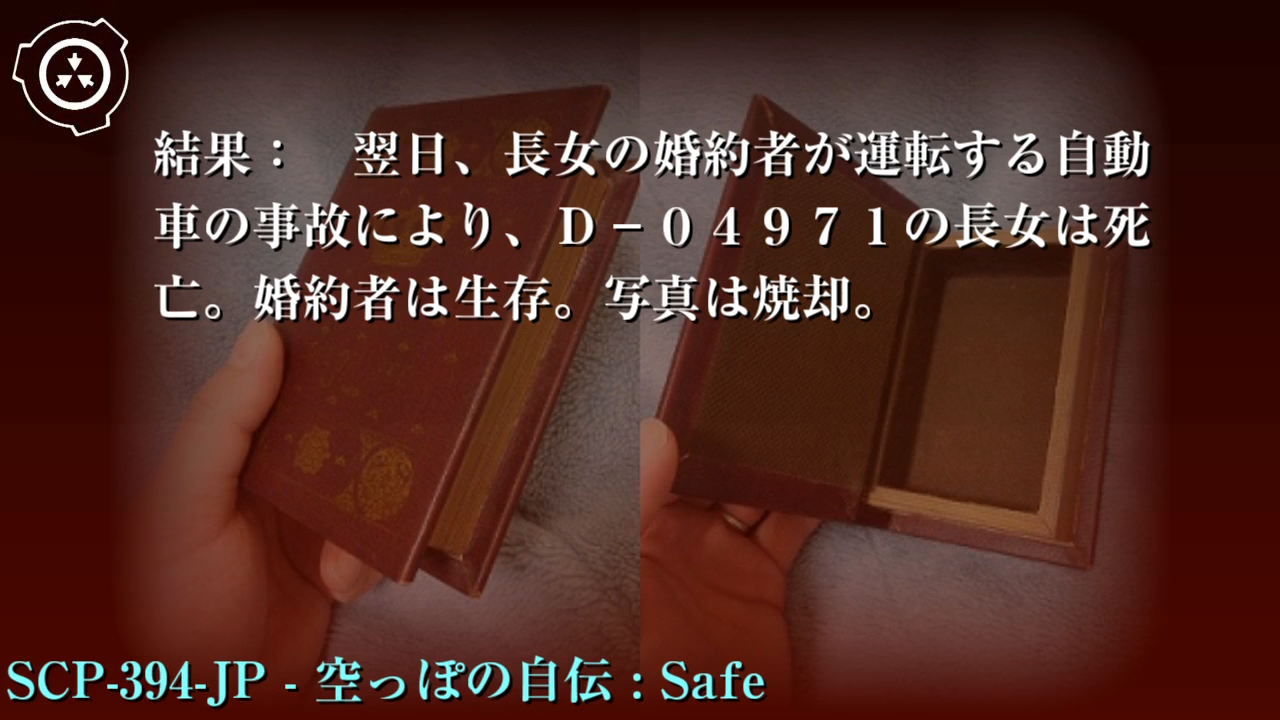 結果：　翌日、長女の婚約者が運転する自動
車の事故により、Ｄ－０４９７１の長女は死
亡。婚約者は生存。写真は焼却。
SCP-394-JP - 空っぽの自伝 : Safe